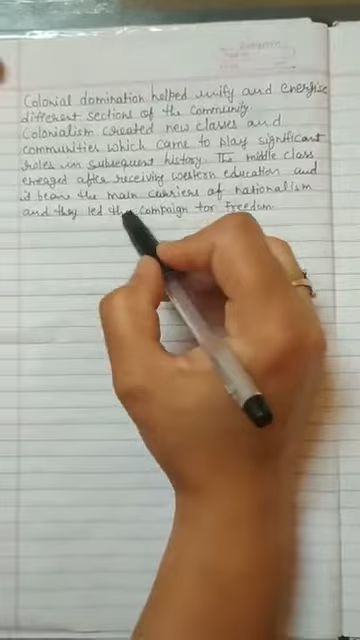 Colonial domination helped unify and energise
different sections of the Community.
Colonialism created new classes and
communities which came to play significant
roles in subsequent history. The middle class
emerged after receiving western education and
it beame the main carriers of nationalism
and they led the Campaign for Freedom